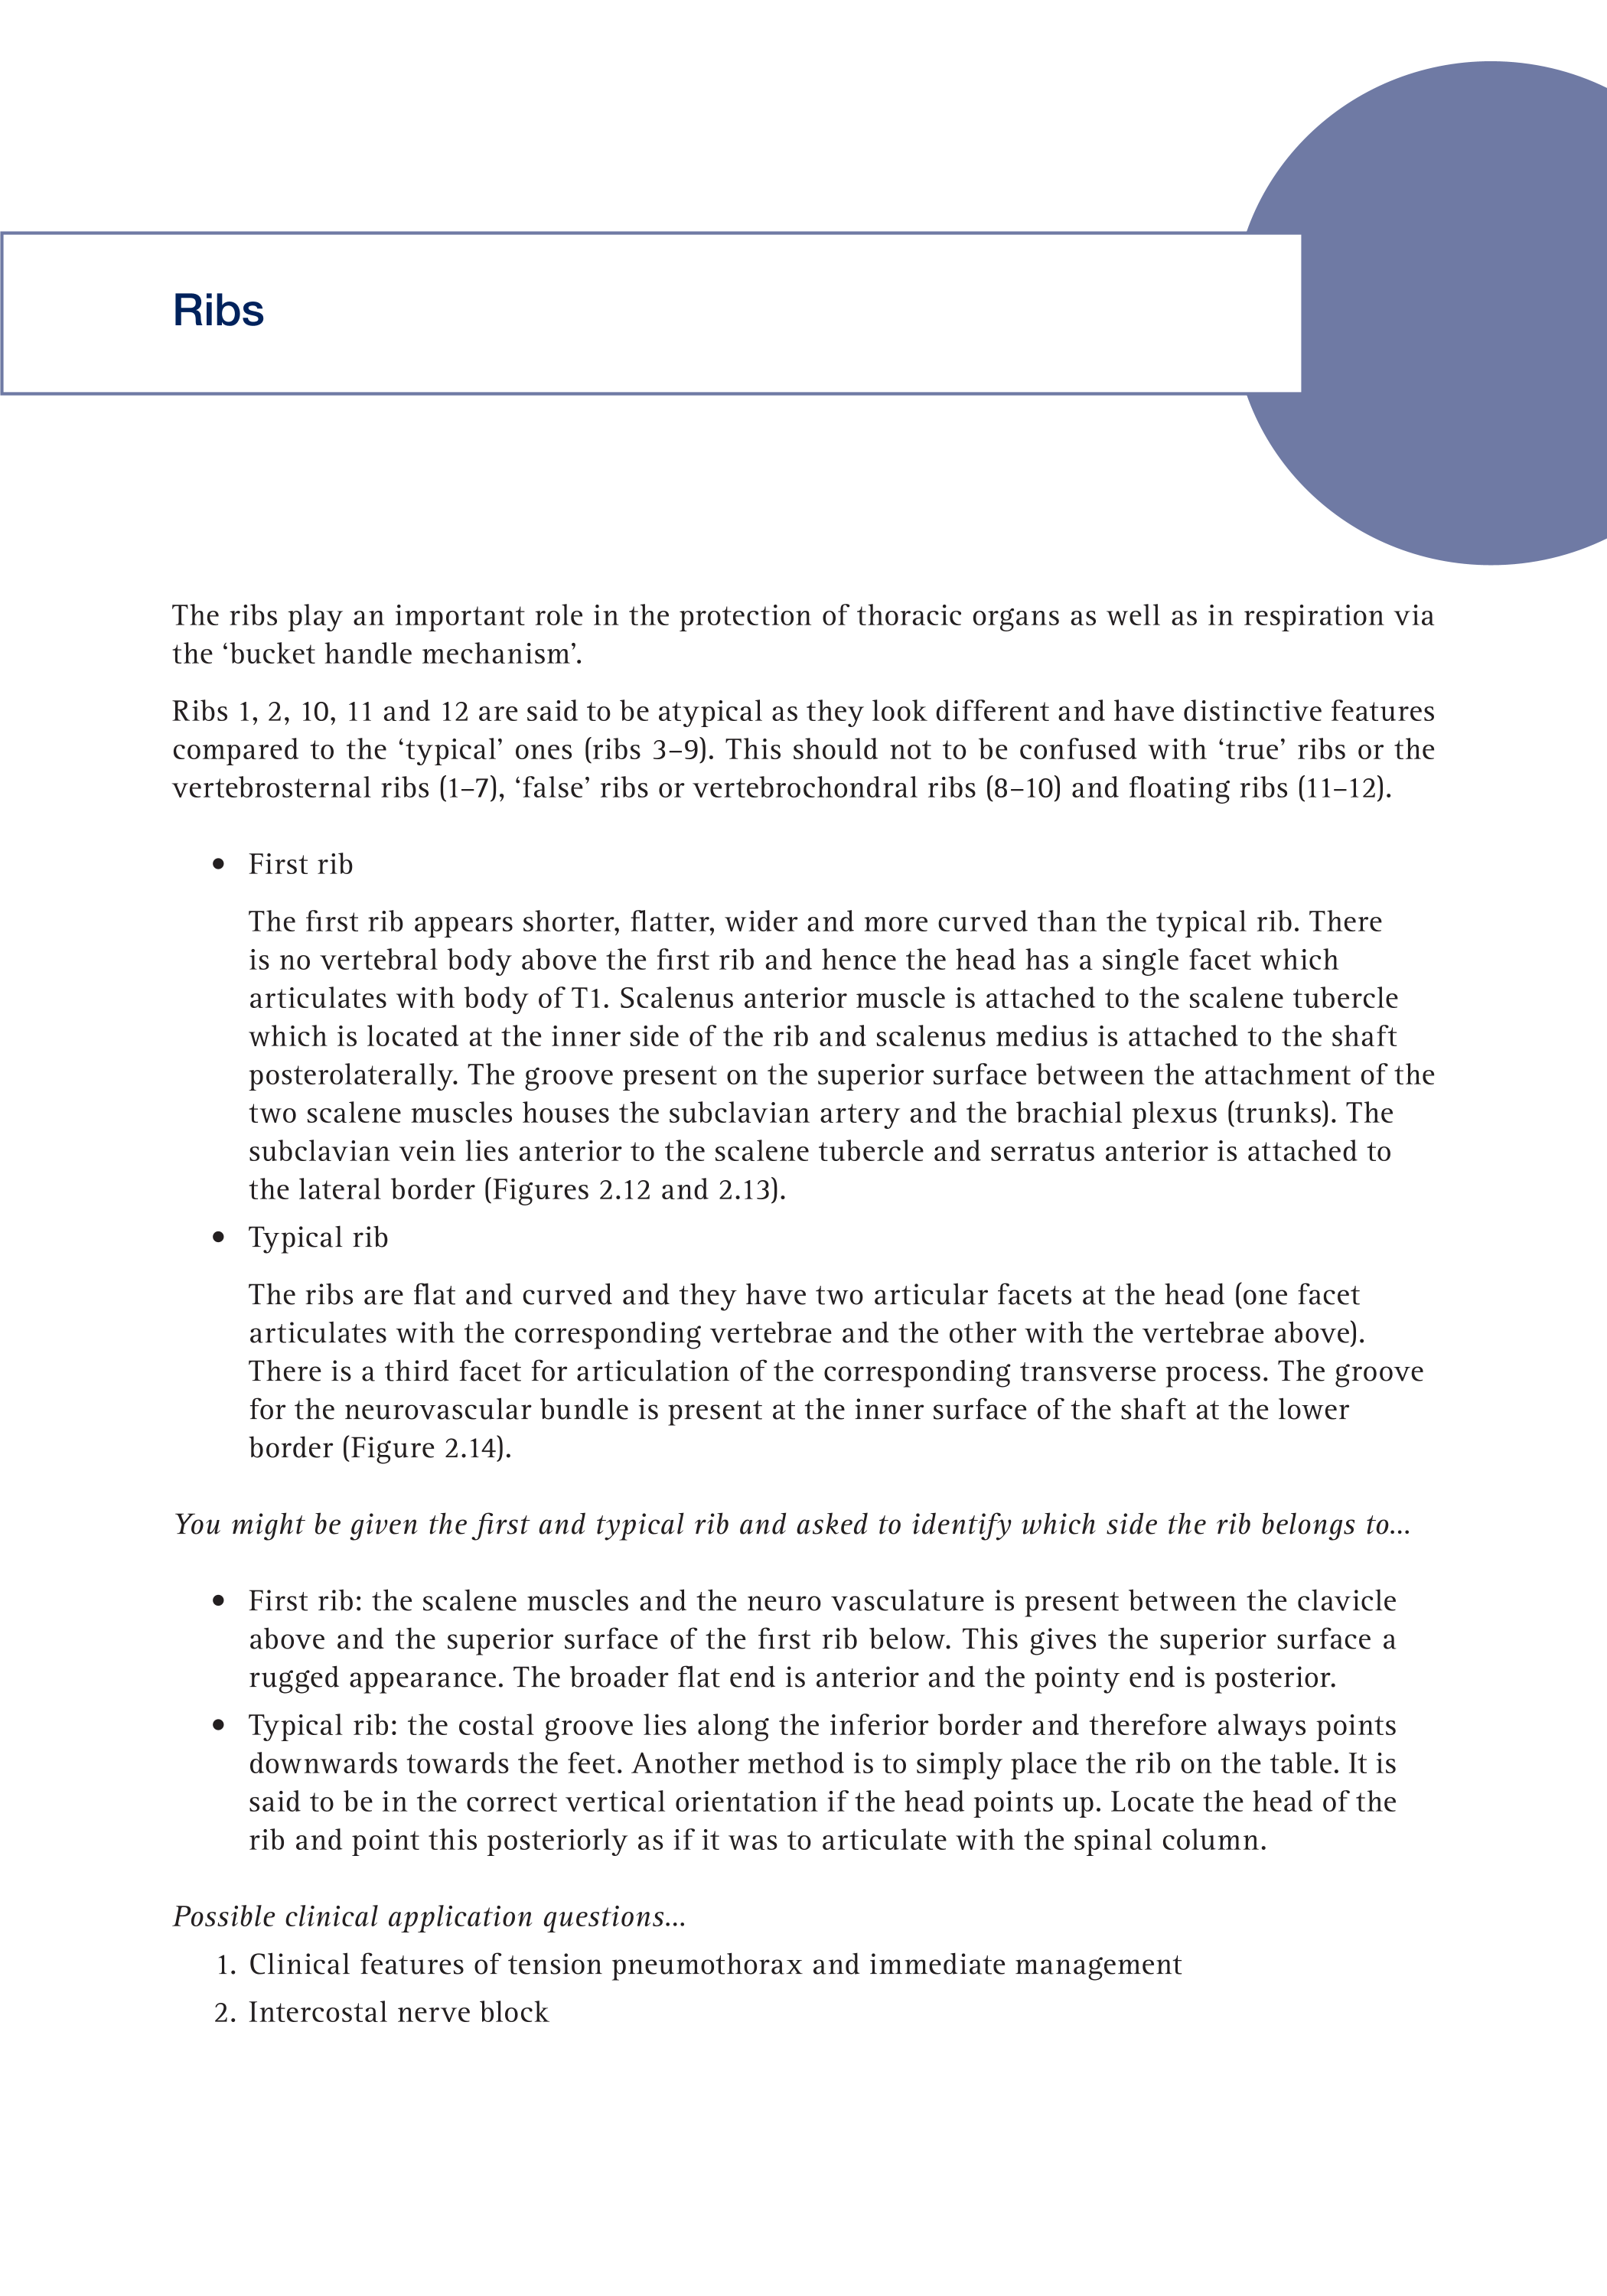 Ribs
The ribs play an important role in the protection of thoracic organs as well as in respiration via
the ‘bucket handle mechanism’.
Ribs 1, 2, 10, 11 and 12 are said to be atypical as they look different and have distinctive features
compared to the ‘typical’ ones (ribs 3–9). This should not to be confused with ‘true’ ribs or the
vertebrosternal ribs (1–7), ‘false’ ribs or vertebrochondral ribs (8–10) and floating ribs (11–12).
• First rib
The first rib appears shorter, flatter, wider and more curved than the typical rib. There
is no vertebral body above the first rib and hence the head has a single facet which
articulates with body of T1. Scalenus anterior muscle is attached to the scalene tubercle
which is located at the inner side of the rib and scalenus medius is attached to the shaft
posterolaterally. The groove present on the superior surface between the attachment of the
two scalene muscles houses the subclavian artery and the brachial plexus (trunks). The
subclavian vein lies anterior to the scalene tubercle and serratus anterior is attached to
the lateral border (Figures 2.12 and 2.13).
• Typical rib
The ribs are flat and curved and they have two articular facets at the head (one facet
articulates with the corresponding vertebrae and the other with the vertebrae above).
There is a third facet for articulation of the corresponding transverse process. The groove
for the neurovascular bundle is present at the inner surface of the shaft at the lower
border (Figure 2.14).
You might be given the first and typical rib and asked to identify which side the rib belongs to...
• First rib: the scalene muscles and the neuro vasculature is present between the clavicle
above and the superior surface of the first rib below. This gives the superior surface a
rugged appearance. The broader flat end is anterior and the pointy end is posterior.
• Typical rib: the costal groove lies along the inferior border and therefore always points
downwards towards the feet. Another method is to simply place the rib on the table. It is
said to be in the correct vertical orientation if the head points up. Locate the head of the
rib and point this posteriorly as if it was to articulate with the spinal column.
Possible clinical application questions...
1. Clinical features of tension pneumothorax and immediate management
2. Intercostal nerve block